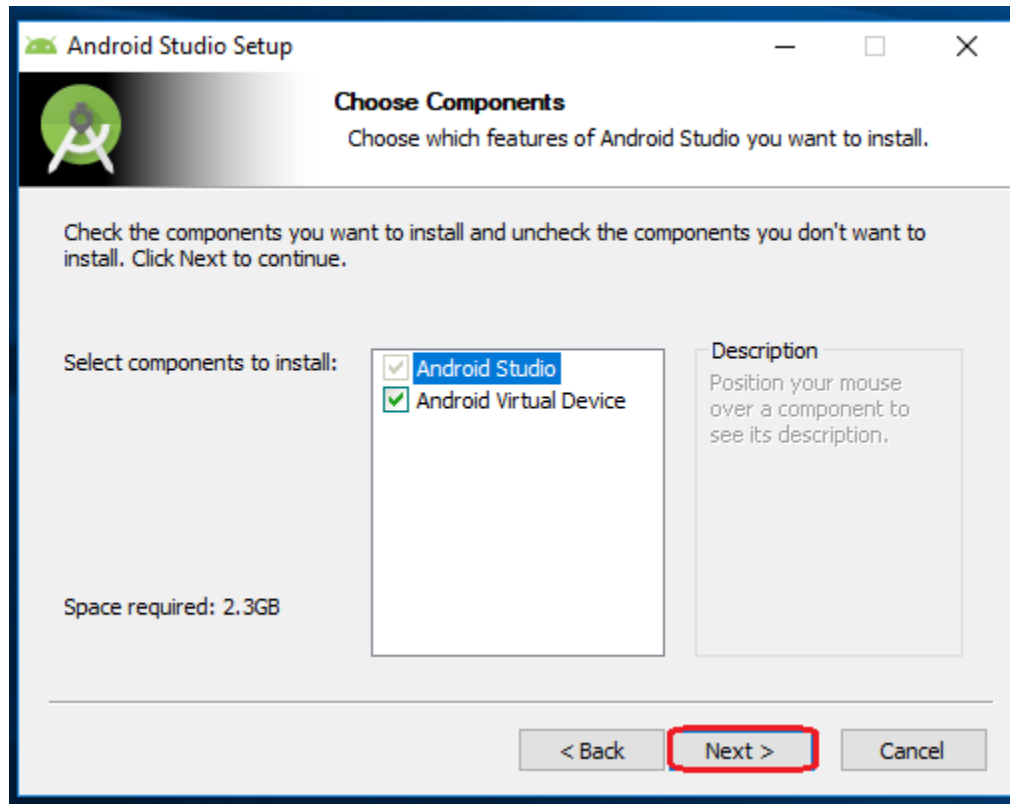 Android Studio Setup
Choose Components
Choose which features of Android Studio you want to install.
Check the components you want to install and uncheck the components you don't want to
install. Click Next to continue.
Select components to install:
Android Studio
Android Virtual Device
Description
Position your mouse
over a component to
see its description.
Space required: 2.3GB
< Back
Next >
Cancel